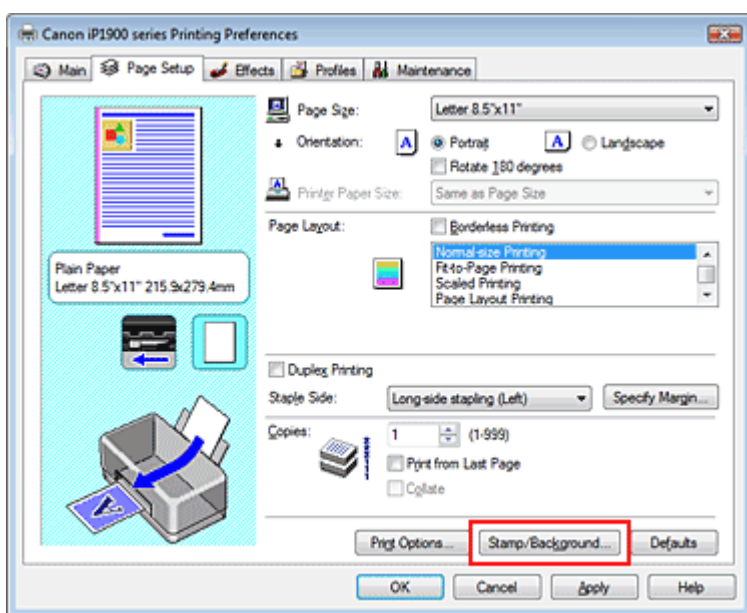 Canon iP1900 series Printing Preferences
Main Page Setup Effects Profiles Maintenance
Page Size: Letter 8.5"x11"
Orientation: A Portrait A Landscape
Rotate 180 degrees
Printer Paper Size: Same as Page Size
Page Layout: Borderless Printing
Normal-size Printing
Fit-to-Page Printing
Scaled Printing
Page Layout Printing
Plain Paper
Letter 8.5"x11" 215.9x279.4mm
Duplex Printing
Staple Side: Long-side stapling (Left) Specify Margin...
Copies: 1 (1-999)
Print from Last Page
Collate
Print Options... Stamp/Background... Defaults
OK Cancel Apply Help